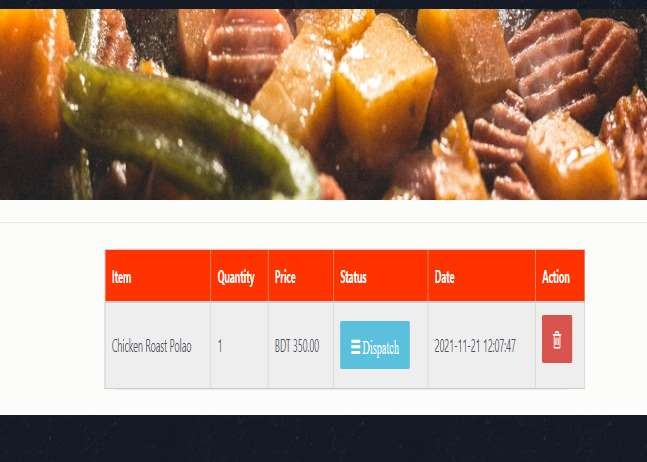 Item Quantity Price Status Date Action
Chicken Roast Polao 1 BDT 350.00 Dispatch 2021-11-21 12:07:47